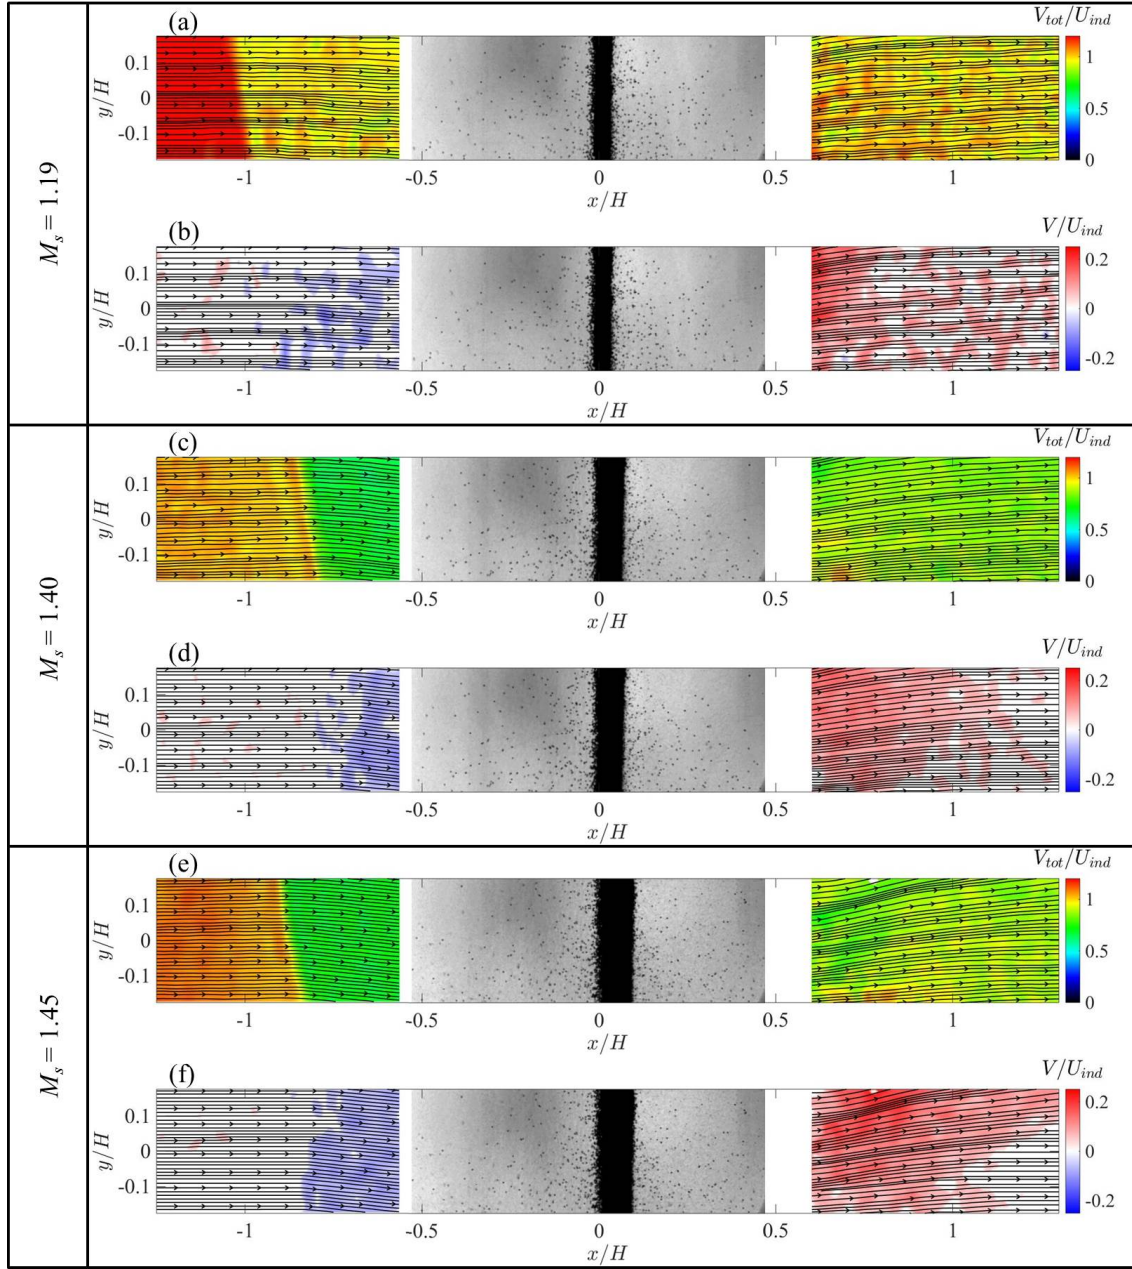 M_s = 1.19
(a)
V_tot/U_ind
y/H
0.1
0
-0.1
-1
-0.5
0
0.5
1
x/H
1
0.5
0
(b)
V/U_ind
y/H
0.1
0
-0.1
-1
-0.5
0
0.5
1
x/H
0.2
0
-0.2
M_s = 1.40
(c)
V_tot/U_ind
y/H
0.1
0
-0.1
-1
-0.5
0
0.5
1
x/H
1
0.5
0
(d)
V/U_ind
y/H
0.1
0
-0.1
-1
-0.5
0
0.5
1
x/H
0.2
0
-0.2
M_s = 1.45
(e)
V_tot/U_ind
y/H
0.1
0
-0.1
-1
-0.5
0
0.5
1
x/H
1
0.5
0
(f)
V/U_ind
y/H
0.1
0
-0.1
-1
-0.5
0
0.5
1
x/H
0.2
0
-0.2